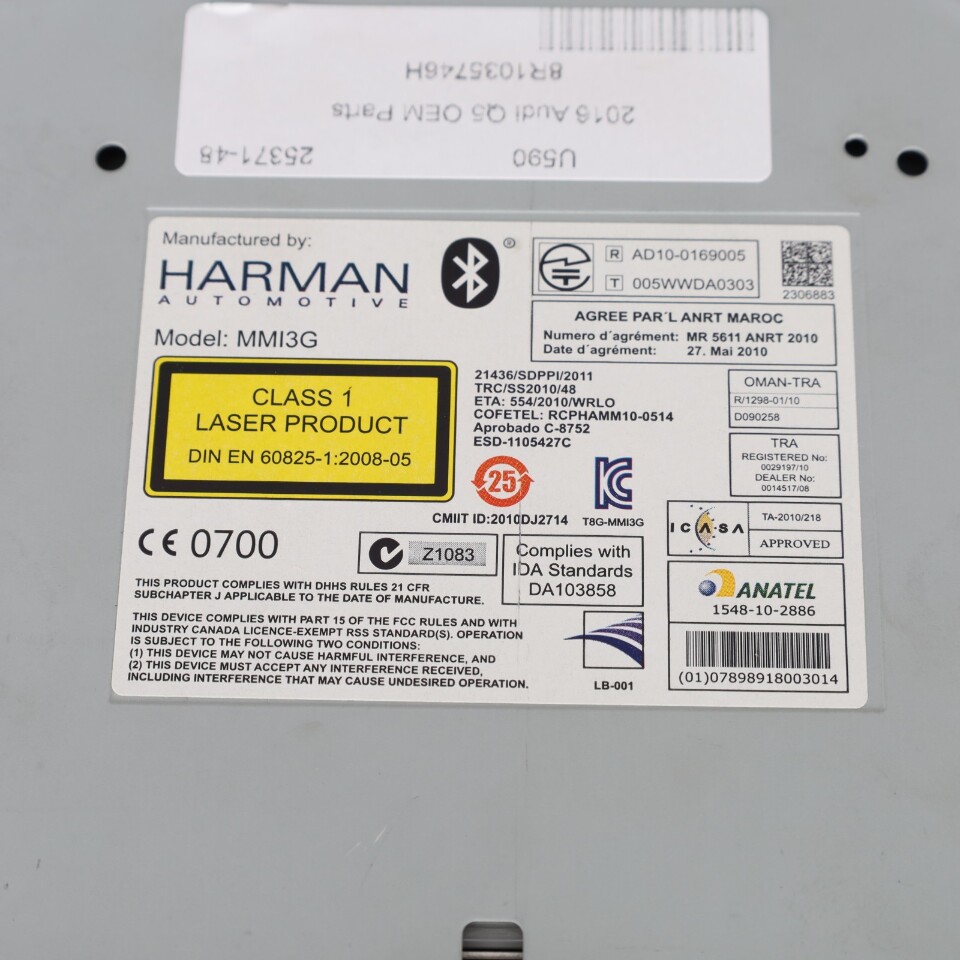 25371-48
U590
2016 Audi Q5 OEM Parts
8R1035746H
Manufactured by:
HARMAN
AUTOMOTIVE
®
Model: MMI3G
R AD10-0169005
T 005WWDA0303
2306883
AGREE PAR´L ANRT MAROC
Numero d´agrément: MR 5611 ANRT 2010
Date d´agrément: 27. Mai 2010
CLASS 1
LASER PRODUCT
DIN EN 60825-1:2008-05
21436/SDPPI/2011
TRC/SS2010/48
ETA: 554/2010/WRLO
COFETEL: RCPHAMM10-0514
Aprobado C-8752
ESD-1105427C
OMAN-TRA
R/1298-01/10
D090258
TRA
REGISTERED No:
0029197/10
DEALER No:
0014517/08
25
CMIIT ID:2010DJ2714
T8G-MMI3G
ICASA
TA-2010/218
APPROVED
CE 0700
Z1083
Complies with
IDA Standards
DA103858
ANATEL
1548-10-2886
(01)07898918003014
THIS PRODUCT COMPLIES WITH DHHS RULES 21 CFR
SUBCHAPTER J APPLICABLE TO THE DATE OF MANUFACTURE.
THIS DEVICE COMPLIES WITH PART 15 OF THE FCC RULES AND WITH
INDUSTRY CANADA LICENCE-EXEMPT RSS STANDARD(S). OPERATION
IS SUBJECT TO THE FOLLOWING TWO CONDITIONS:
(1) THIS DEVICE MAY NOT CAUSE HARMFUL INTERFERENCE, AND
(2) THIS DEVICE MUST ACCEPT ANY INTERFERENCE RECEIVED,
INCLUDING INTERFERENCE THAT MAY CAUSE UNDESIRED OPERATION.
LB-001